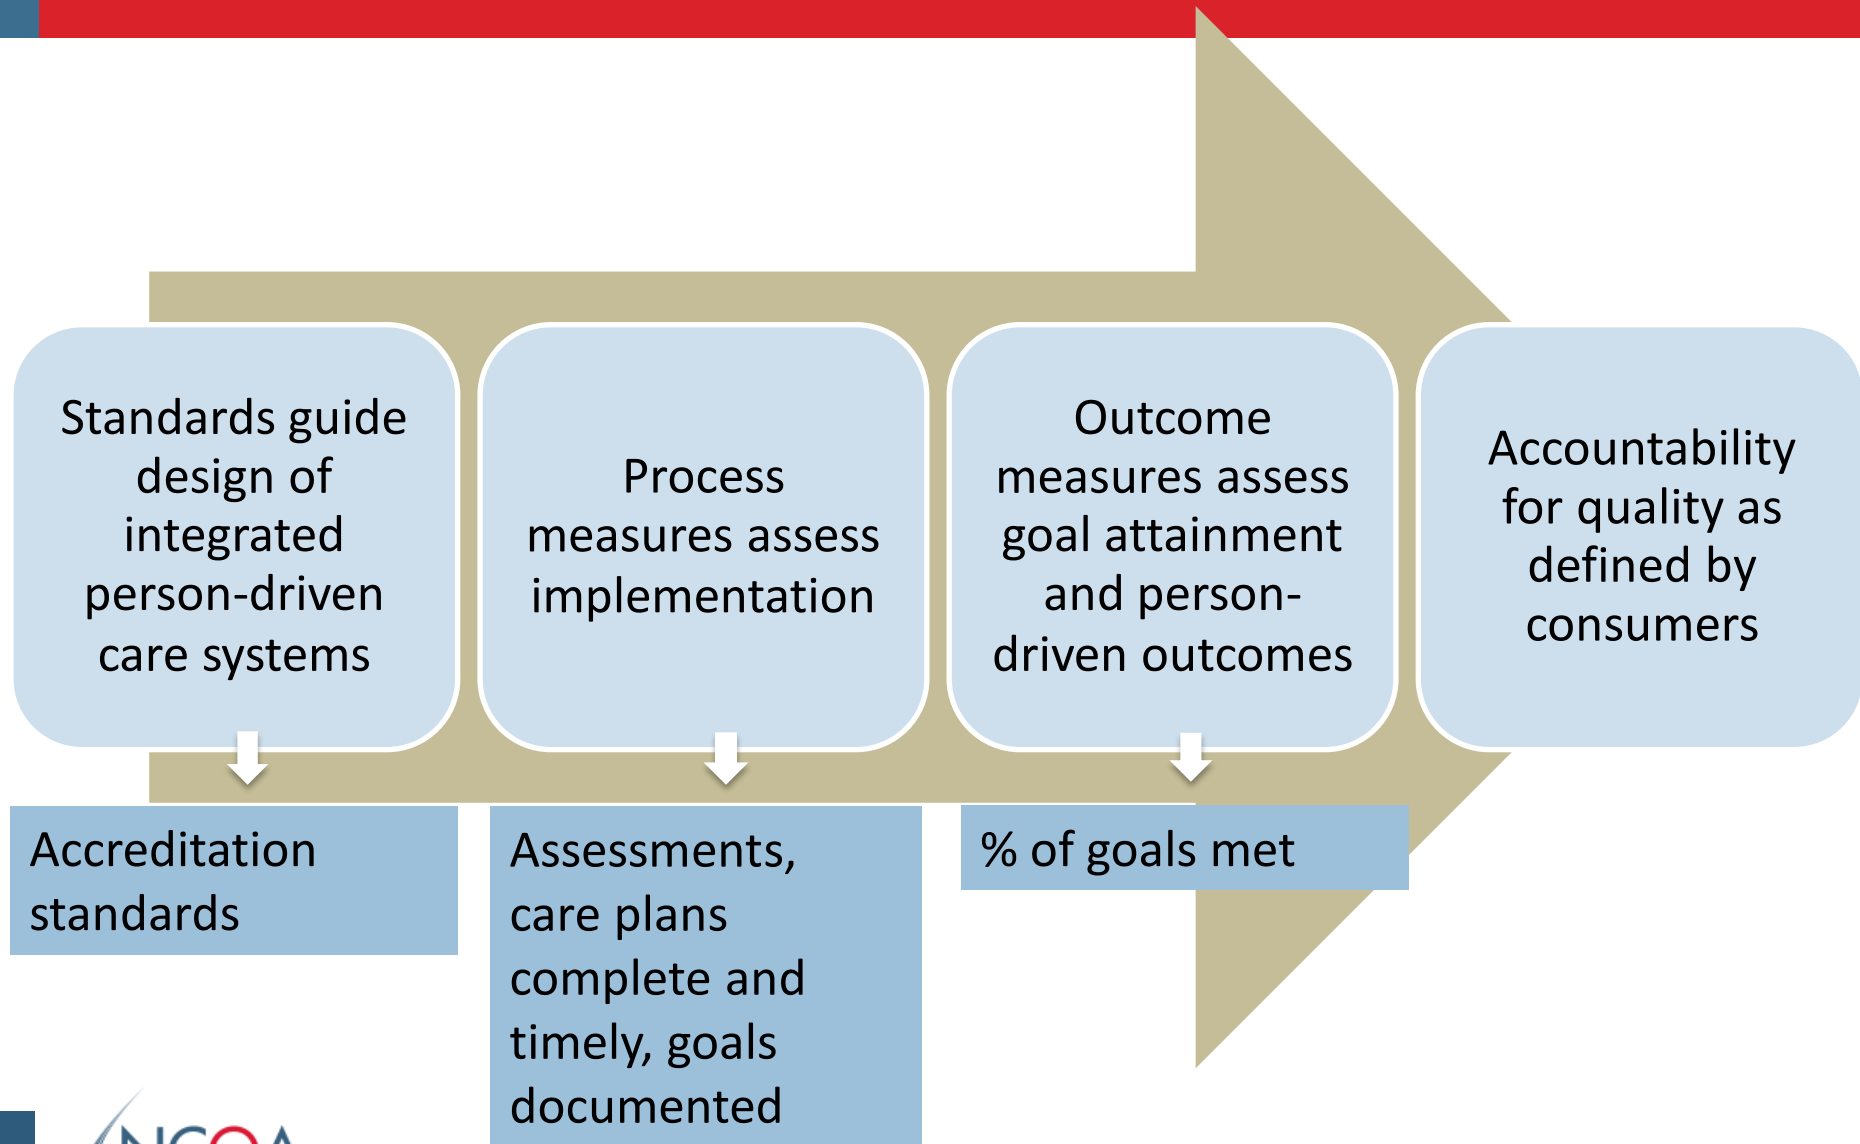 Standards guide
design of
integrated
person-driven
care systems
Process
measures assess
implementation
Outcome
measures assess
goal attainment
and person-
driven outcomes
Accountability
for quality as
defined by
consumers
Accreditation
standards
Assessments,
care plans
complete and
timely, goals
documented
% of goals met
NCQA